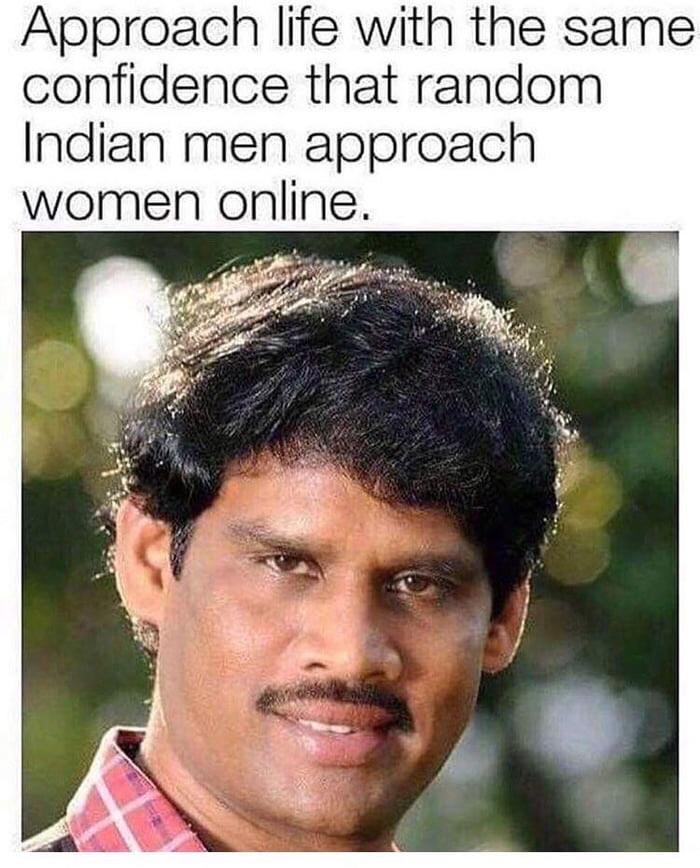 Approach life with the same
confidence that random
Indian men approach
women online.